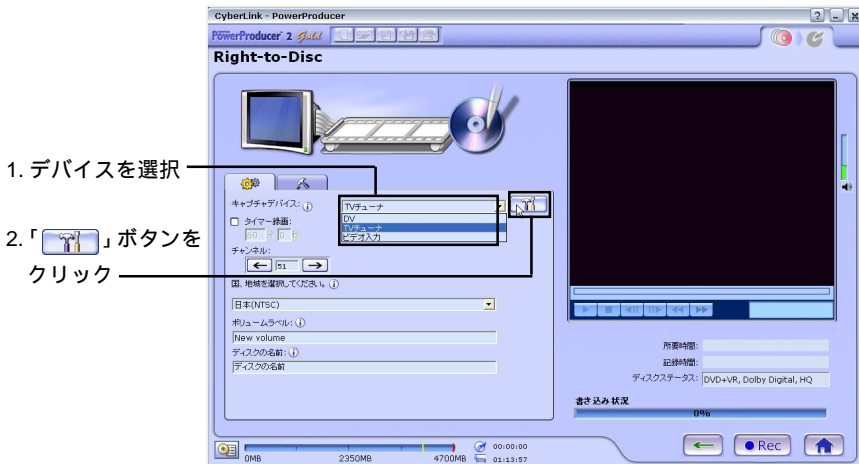 CyberLink - PowerProducer
PowerProducer 2 Gold
Right-to-Disc
1. デバイスを選択
2.「 」ボタンを
クリック
キャプチャデバイス:
TVチューナ
DV
TVチューナ
ビデオ入力
タイマー録画:
60 分 0 秒
チャンネル:
51
国、地域を選択してください。
日本(NTSC)
ボリュームラベル:
New volume
ディスクの名前:
ディスクの名前
所要時間:
記録時間:
ディスクステータス: DVD+VR, Dolby Digital, HQ
書き込み状況
0%
0MB 2350MB 4700MB
00:00:00
01:13:57
Rec